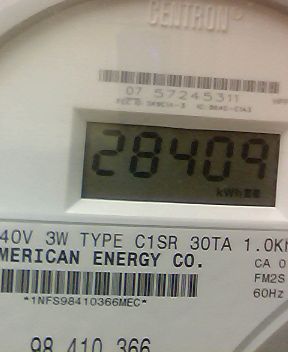 CENTRON
07 57245311
28409
kWh
40V 3W TYPE C1SR 30TA 1.0K
MERICAN ENERGY CO.
CA 0
FM2S
60Hz
*1NFS98410366MEC*
98 410 366